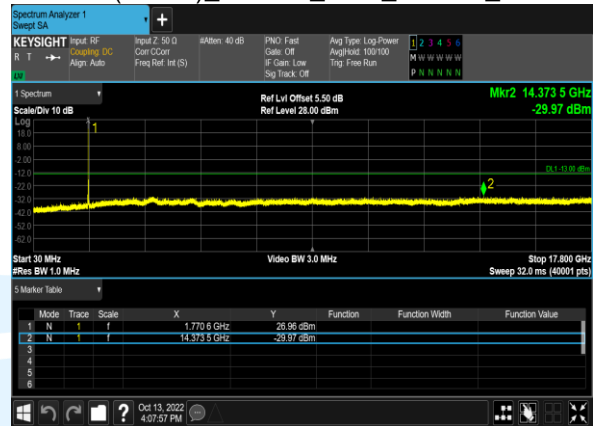 Spectrum Analyzer 1
Swept SA
+
KEYSIGHT
R T
LU
Input: RF
Coupling: DC
Align: Auto
Input Z: 50 Ω
Corr CCorr
Freq Ref: Int (S)
#Atten: 40 dB
PNO: Fast
Gate: Off
IF Gain: Low
Sig Track: Off
Avg Type: Log-Power
Avg|Hold: 100/100
Trig: Free Run
1 2 3 4 5 6
M W W W W W
P N N N N N
1 Spectrum
Scale/Div 10 dB
Ref Lvl Offset 5.50 dB
Ref Level 28.00 dBm
Mkr2 14.373 5 GHz
-29.97 dBm
Log
18.0
8.00
-2.00
-12.0
-22.0
-32.0
-42.0
-52.0
-62.0
1
2
DL1 -13.00 dBm
Start 30 MHz
#Res BW 1.0 MHz
Video BW 3.0 MHz
Stop 17.800 GHz
Sweep 32.0 ms (40001 pts)
5 Marker Table
Mode Trace Scale X Y Function Function Width Function Value
1 N 1 f 1.770 6 GHz 26.96 dBm
2 N 1 f 14.373 5 GHz -29.97 dBm
3
4
5
6
?
Oct 13, 2022
4:07:57 PM